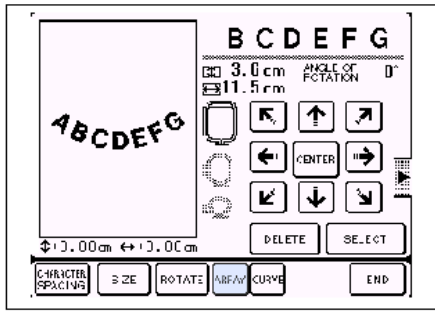 B C D E F G
3.0cm ANGLE OF ROTATION 0°
11.5cm
ABCDEFG
CENTER
DELETE SELECT
0.00cm 0.00cm
CHARACTER SPACING SIZE ROTATE ARRAY CURVE END